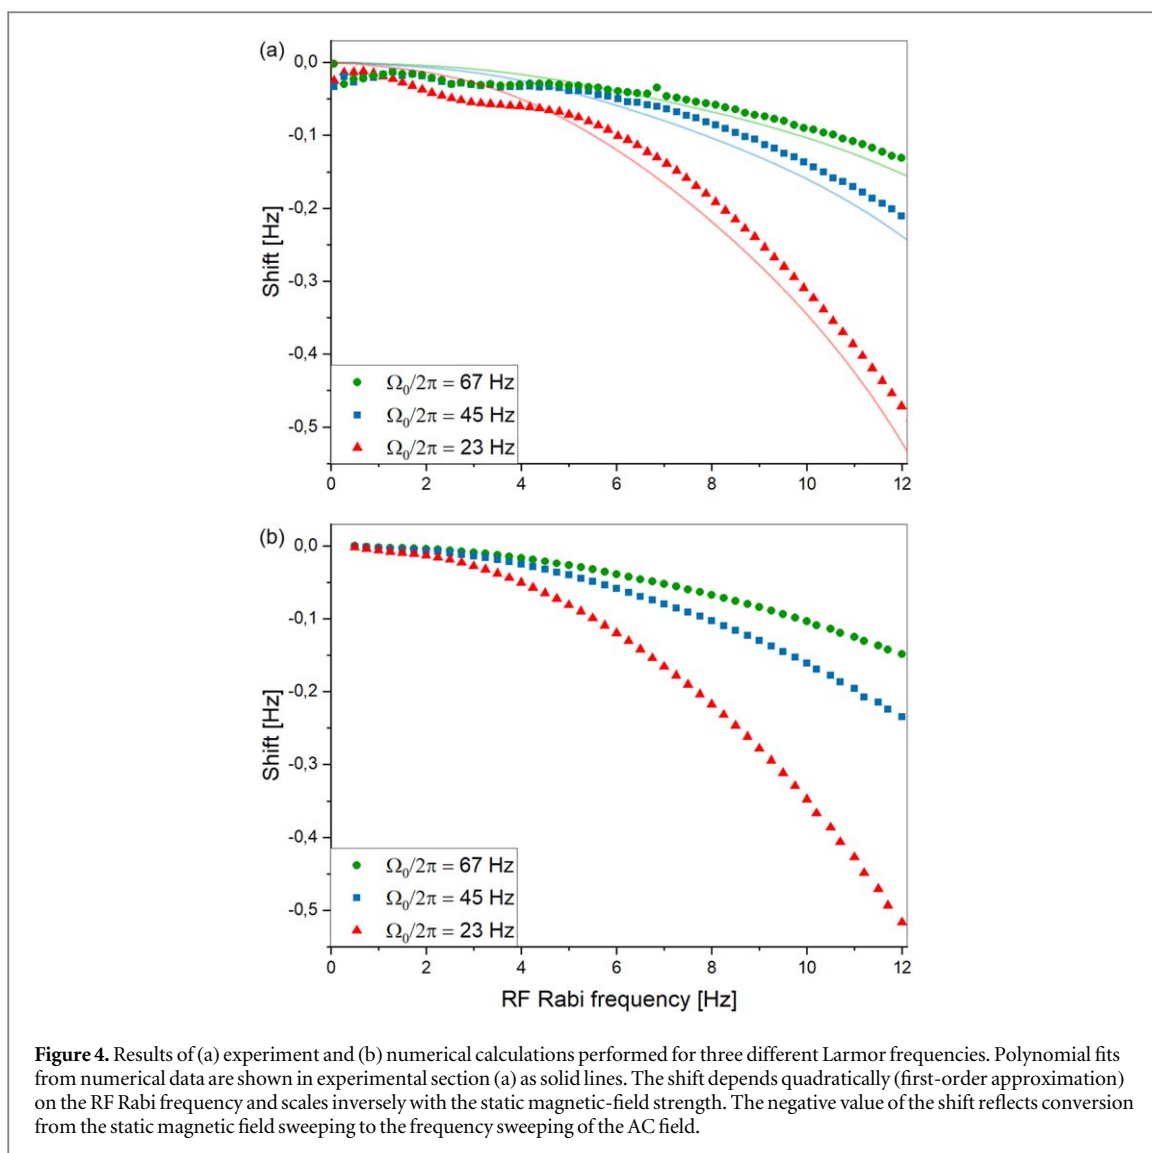 (a)
0,0
-0,1
-0,2
-0,3
-0,4
-0,5
Shift [Hz]
Ω₀/2π = 67 Hz
Ω₀/2π = 45 Hz
Ω₀/2π = 23 Hz
0 2 4 6 8 10 12
(b)
0,0
-0,1
-0,2
-0,3
-0,4
-0,5
Shift [Hz]
Ω₀/2π = 67 Hz
Ω₀/2π = 45 Hz
Ω₀/2π = 23 Hz
0 2 4 6 8 10 12
RF Rabi frequency [Hz]
Figure 4. Results of (a) experiment and (b) numerical calculations performed for three different Larmor frequencies. Polynomial fits
from numerical data are shown in experimental section (a) as solid lines. The shift depends quadratically (first-order approximation)
on the RF Rabi frequency and scales inversely with the static magnetic-field strength. The negative value of the shift reflects conversion
from the static magnetic field sweeping to the frequency sweeping of the AC field.